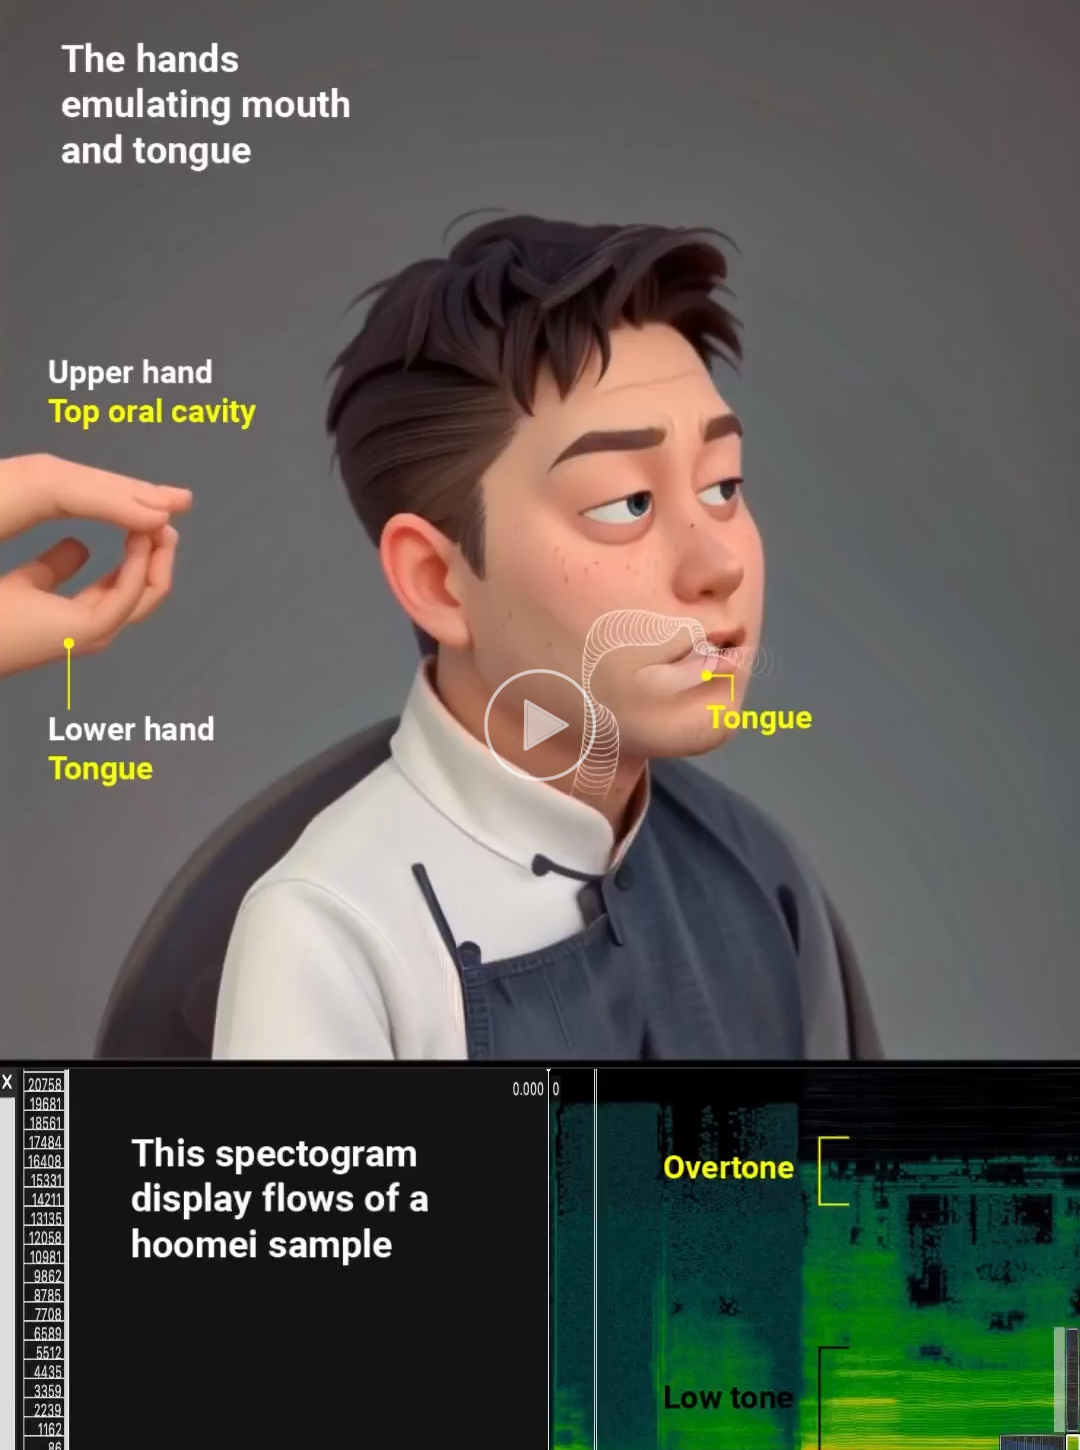 The hands
emulating mouth
and tongue
Upper hand
Top oral cavity
Lower hand
Tongue
Tongue
X
20758
19681
18561
17484
16408
15331
14211
13135
12058
10981
9862
8785
7708
6589
5512
4435
3359
2239
1162
86
0.000
0
This spectogram
display flows of a
hoomei sample
Overtone
Low tone